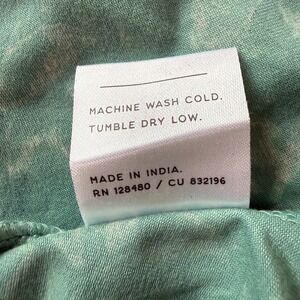 MACHINE WASH COLD.
TUMBLE DRY LOW.
MADE IN INDIA.
RN 128480 / CU 832196